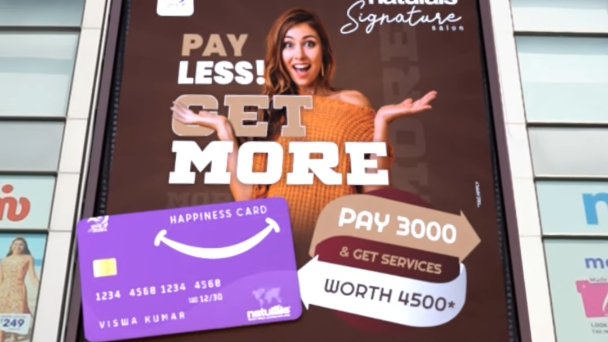 naturals
Signature
salon
PAY
LESS!
GET
MORE
HAPPINESS CARD
1234 4568 1234 4568
12/30
VISWA KUMAR
naturals
PAY 3000
& GET SERVICES
WORTH 4500*
249